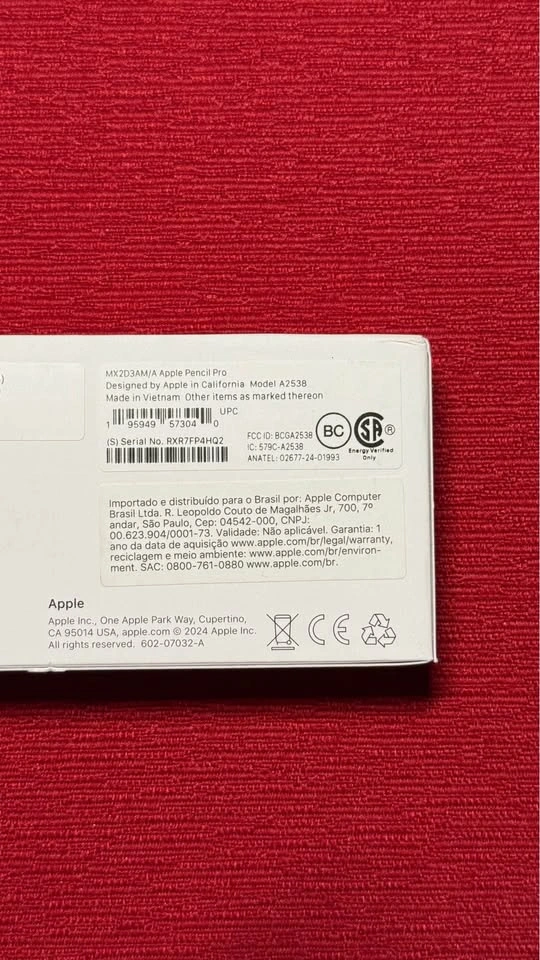 )
MX2D3AM/A Apple Pencil Pro
Designed by Apple in California Model A2538
Made in Vietnam Other items as marked thereon
UPC
1 95949 57304 0
(S) Serial No. RXR7FP4HQ2
FCC ID: BCGA2538
IC: 579C-A2538
ANATEL: 02677-24-01993
BC
SA ®
Energy Verified
Only
Importado e distribuído para o Brasil por: Apple Computer
Brasil Ltda. R. Leopoldo Couto de Magalhães Jr, 700, 7º
andar, São Paulo, Cep: 04542-000, CNPJ:
00.623.904/0001-73. Validade: Não aplicável. Garantia: 1
ano da data de aquisição www.apple.com/br/legal/warranty,
reciclagem e meio ambiente: www.apple.com/br/environ-
ment. SAC: 0800-761-0880 www.apple.com/br.
Apple
Apple Inc., One Apple Park Way, Cupertino,
CA 95014 USA, apple.com © 2024 Apple Inc.
All rights reserved. 602-07032-A
CE